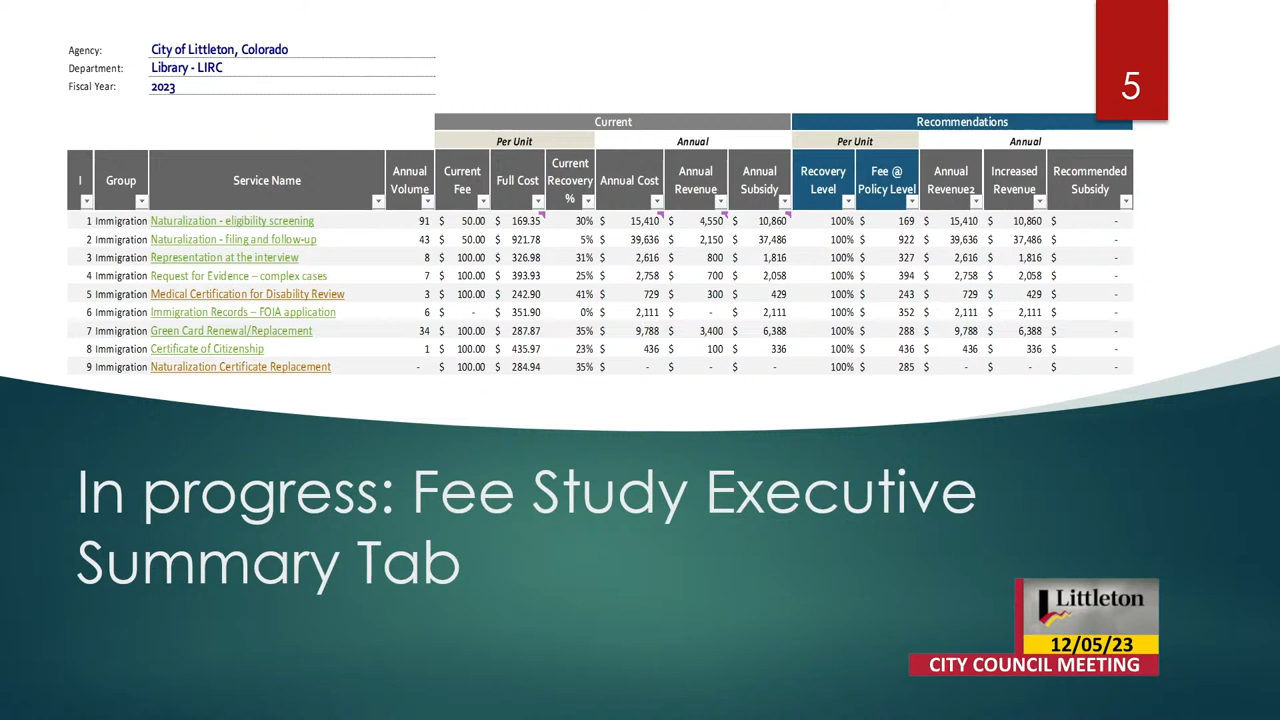 5
Agency: City of Littleton, Colorado
Department: Library - LIRC
Fiscal Year: 2023
Current Recommendations
Per Unit Annual Per Unit Annual
I Group Service Name Annual Volume Current Fee Full Cost Current Recovery % Annual Cost Annual Revenue Annual Subsidy Recovery Level Fee @ Policy Level Annual Revenue2 Increased Revenue Recommended Subsidy
1 Immigration Naturalization - eligibility screening 91 $ 50.00 $ 169.35 30% $ 15,410 $ 4,550 $ 10,860 100% $ 169 15,410 $ 10,860 $ -
2 Immigration Naturalization - filing and follow-up 43 $ 50.00 $ 921.78 5% $ 39,636 $ 2,150 $ 37,486 100% $ 922 39,636 $ 37,486 $ -
3 Immigration Representation at the interview 8 $ 100.00 $ 326.98 31% $ 2,616 $ 800 $ 1,816 100% $ 327 2,616 $ 1,816 $ -
4 Immigration Request for Evidence – complex cases 7 $ 100.00 $ 393.93 25% $ 2,758 $ 700 $ 2,058 100% $ 394 2,758 $ 2,058 $ -
5 Immigration Medical Certification for Disability Review 3 $ 100.00 $ 242.90 41% $ 729 $ 300 $ 429 100% $ 243 729 $ 429 $ -
6 Immigration Immigration Records – FOIA application 6 $ - $ 351.90 0% $ 2,111 $ - $ 2,111 100% $ 352 2,111 $ 2,111 $ -
7 Immigration Green Card Renewal/Replacement 34 $ 100.00 $ 287.87 35% $ 9,788 $ 3,400 $ 6,388 100% $ 288 9,788 $ 6,388 $ -
8 Immigration Certificate of Citizenship 1 $ 100.00 $ 435.97 23% $ 436 $ 100 $ 336 100% $ 436 436 $ 336 $ -
9 Immigration Naturalization Certificate Replacement - $ 100.00 $ 284.94 35% $ - $ - $ - 100% $ 285 - $ - $ -
In progress: Fee Study Executive
Summary Tab
Littleton
12/05/23
CITY COUNCIL MEETING